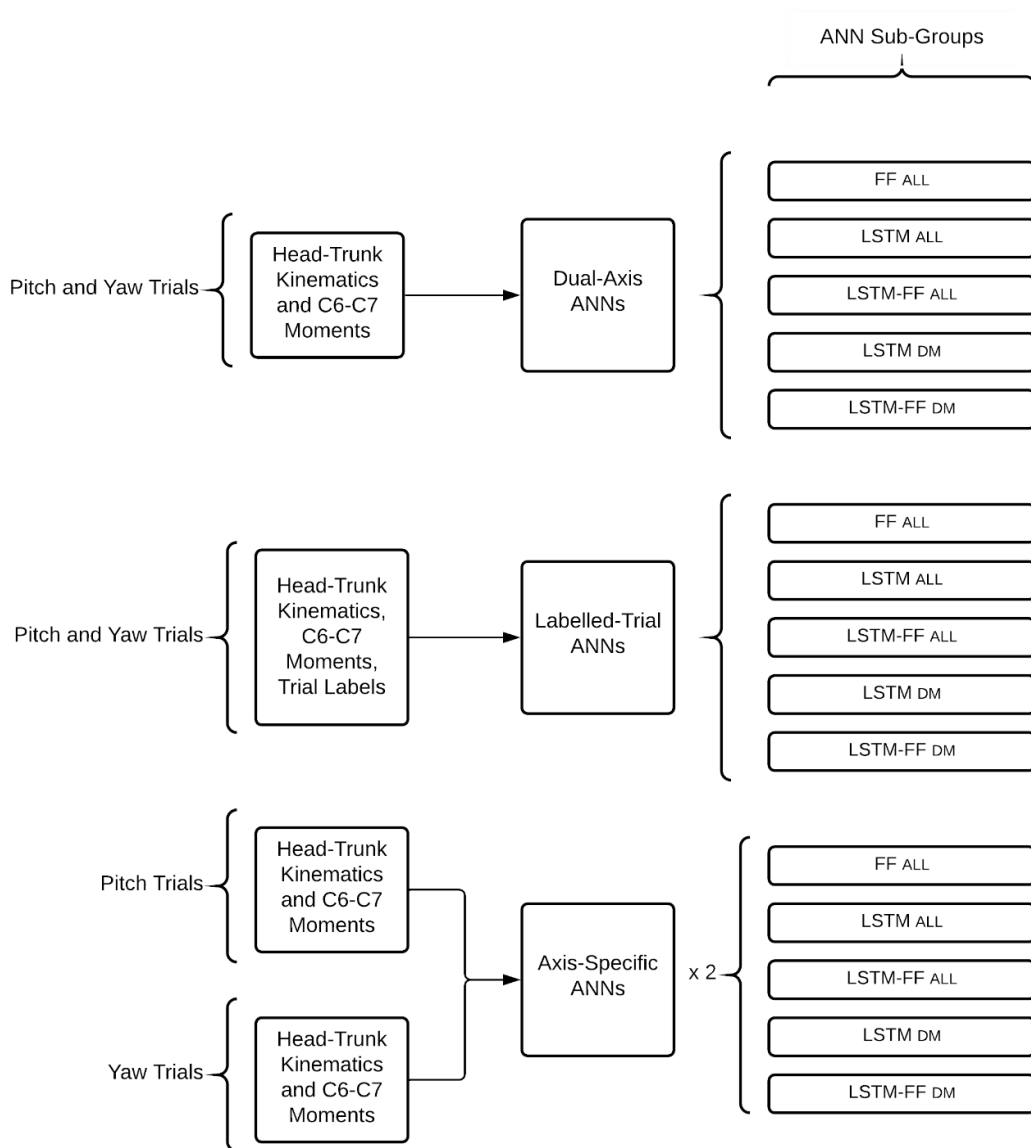 ANN Sub-Groups
Pitch and Yaw Trials
Head-Trunk
Kinematics
and C6-C7
Moments
Dual-Axis
ANNs
FF ALL
LSTM ALL
LSTM-FF ALL
LSTM DM
LSTM-FF DM
Pitch and Yaw Trials
Head-Trunk
Kinematics,
C6-C7
Moments,
Trial Labels
Labelled-Trial
ANNs
FF ALL
LSTM ALL
LSTM-FF ALL
LSTM DM
LSTM-FF DM
Pitch Trials
Head-Trunk
Kinematics
and C6-C7
Moments
Yaw Trials
Head-Trunk
Kinematics
and C6-C7
Moments
Axis-Specific
ANNs
x 2
FF ALL
LSTM ALL
LSTM-FF ALL
LSTM DM
LSTM-FF DM